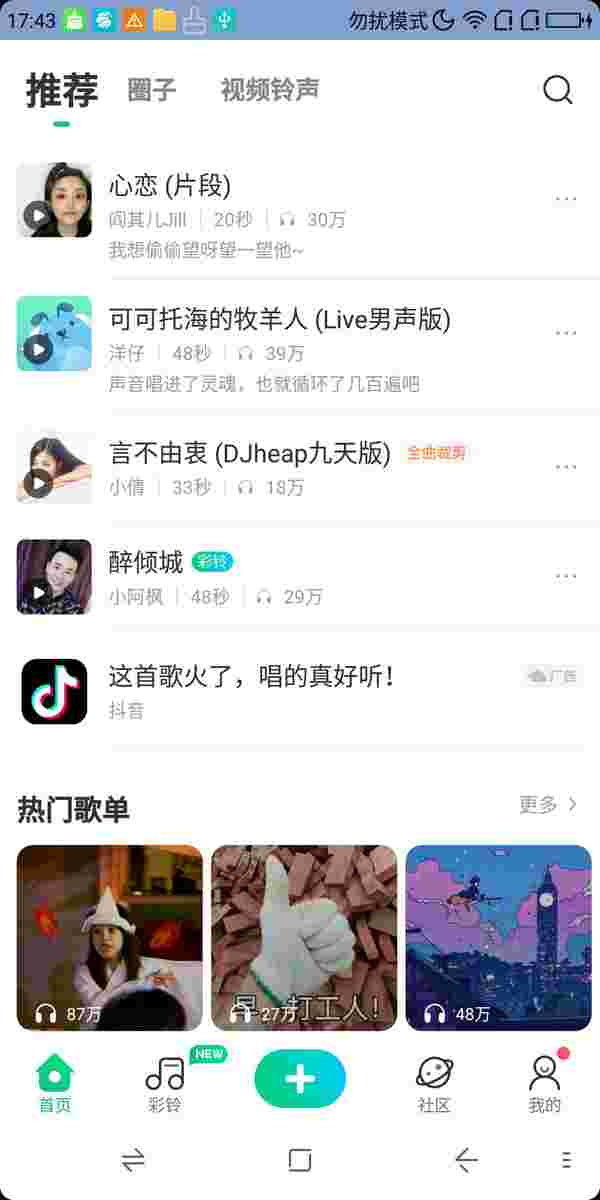 17:43 勿扰模式
推荐 圈子 视频铃声
心恋 (片段)
阎其儿Jill 20秒 30万
我想偷偷望呀望一望他~
可可托海的牧羊人 (Live男声版)
洋仔 48秒 39万
声音唱进了灵魂，也就循环了几百遍吧
言不由衷 (DJheap九天版) 全曲裁剪
小倩 33秒 18万
醉倾城 彩铃
小阿枫 48秒 29万
这首歌火了，唱的真好听！ 广告
抖音
热门歌单 更多
早，打工人！
87万 27万 48万
NEW
首页 彩铃 社区 我的